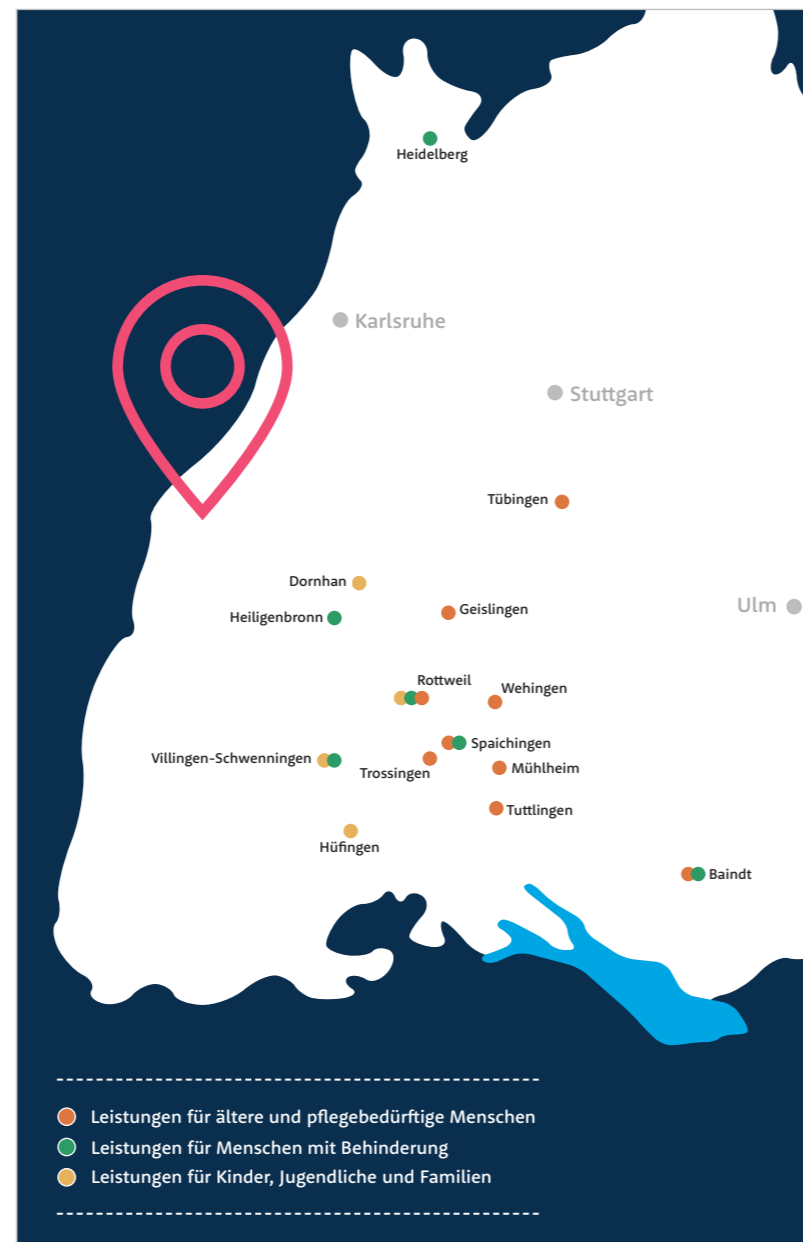 Heidelberg
Karlsruhe
Stuttgart
Tübingen
Dornhan
Geislingen
Ulm
Heiligenbronn
Rottweil
Wehingen
Spaichingen
Villingen-Schwenningen
Trossingen
Mühlheim
Tuttlingen
Hüfingen
Baindt
Leistungen für ältere und pflegebedürftige Menschen
Leistungen für Menschen mit Behinderung
Leistungen für Kinder, Jugendliche und Familien